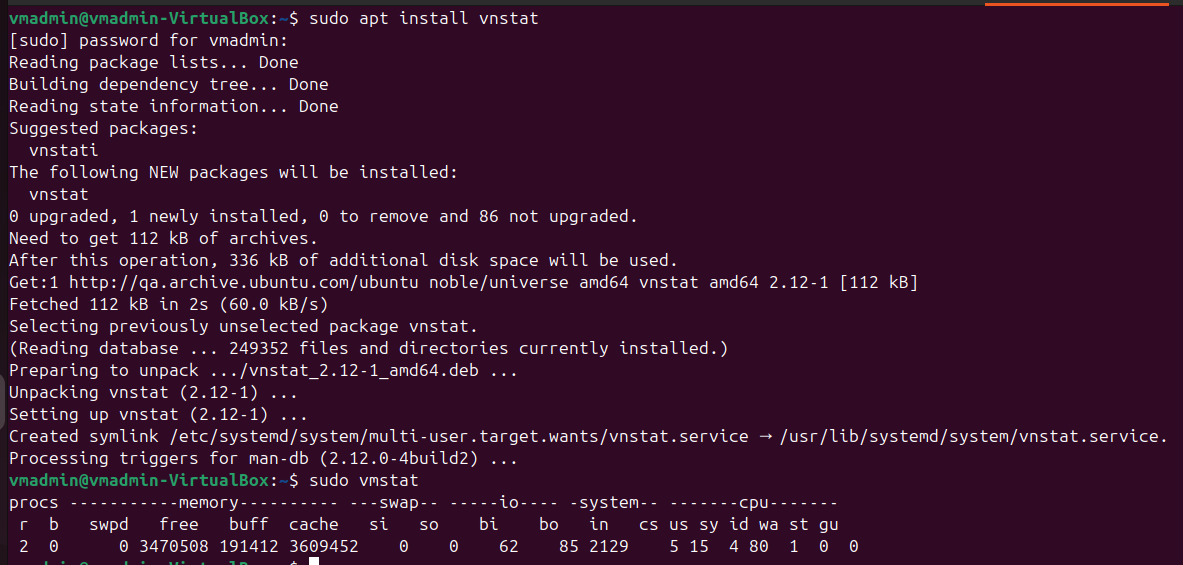 vmadmin@vmadmin-VirtualBox:~$ sudo apt install vnstat
[sudo] password for vmadmin:
Reading package lists... Done
Building dependency tree... Done
Reading state information... Done
Suggested packages:
  vnstati
The following NEW packages will be installed:
  vnstat
0 upgraded, 1 newly installed, 0 to remove and 86 not upgraded.
Need to get 112 kB of archives.
After this operation, 336 kB of additional disk space will be used.
Get:1 http://qa.archive.ubuntu.com/ubuntu noble/universe amd64 vnstat amd64 2.12-1 [112 kB]
Fetched 112 kB in 2s (60.0 kB/s)
Selecting previously unselected package vnstat.
(Reading database ... 249352 files and directories currently installed.)
Preparing to unpack .../vnstat_2.12-1_amd64.deb ...
Unpacking vnstat (2.12-1) ...
Setting up vnstat (2.12-1) ...
Created symlink /etc/systemd/system/multi-user.target.wants/vnstat.service → /usr/lib/systemd/system/vnstat.service.
Processing triggers for man-db (2.12.0-4build2) ...
vmadmin@vmadmin-VirtualBox:~$ sudo vmstat
procs -----------memory---------- ---swap-- -----io---- -system-- -------cpu-------
 r  b   swpd   free   buff  cache   si   so    bi    bo   in   cs us sy id wa st gu
 2  0      0 3470508 191412 3609452    0    0    62    85 2129    5 15  4 80  1  0  0